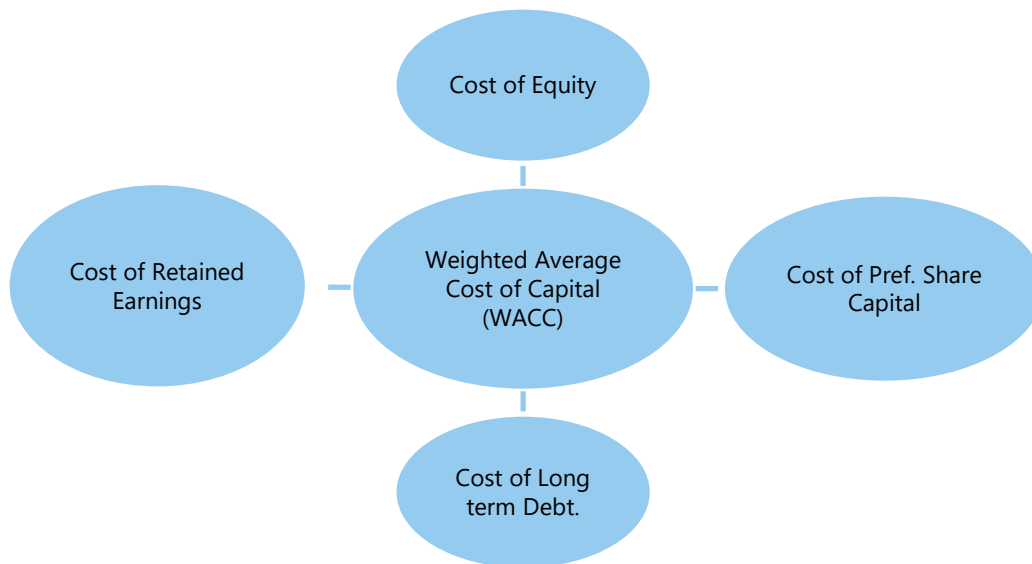 Cost of Equity
Cost of Retained
Earnings
Weighted Average
Cost of Capital
(WACC)
Cost of Pref. Share
Capital
Cost of Long
term Debt.